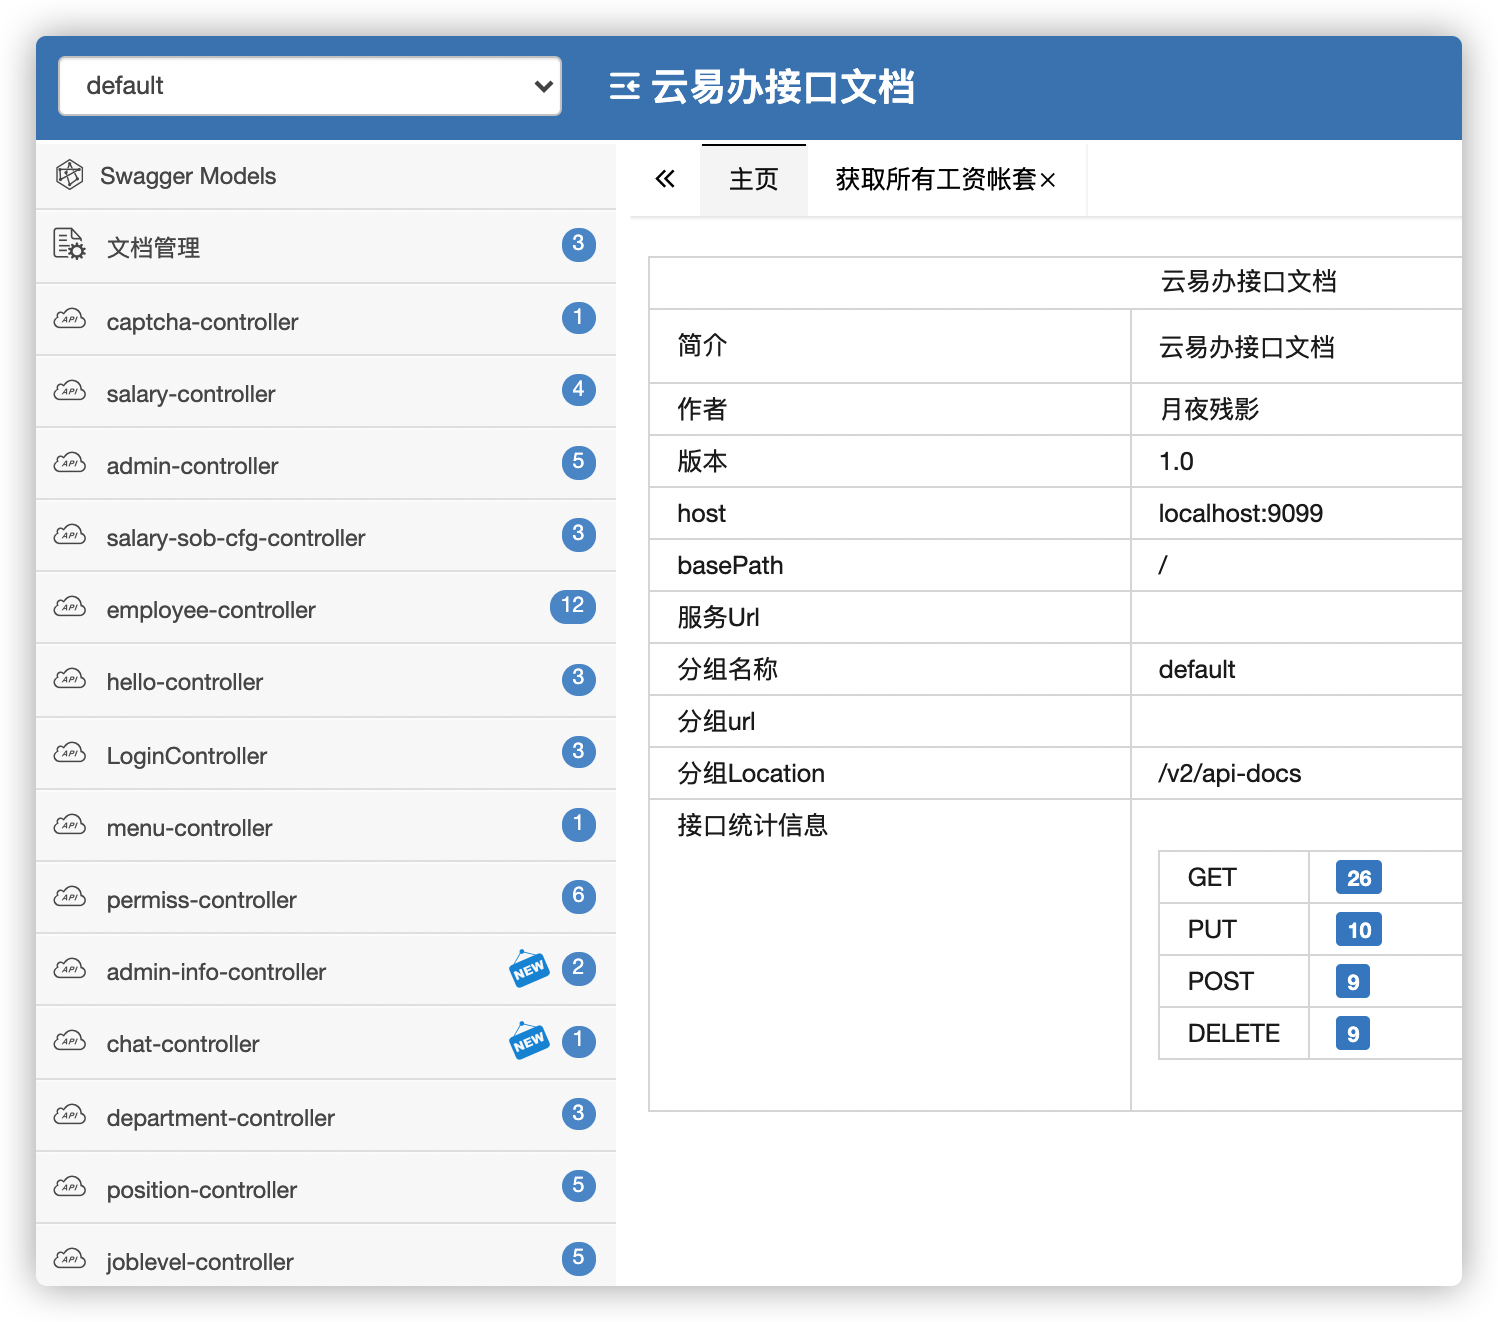 default
云易办接口文档
Swagger Models
文档管理 3
captcha-controller 1
salary-controller 4
admin-controller 5
salary-sob-cfg-controller 3
employee-controller 12
hello-controller 3
LoginController 3
menu-controller 1
permiss-controller 6
admin-info-controller NEW 2
chat-controller NEW 1
department-controller 3
position-controller 5
joblevel-controller 5
主页 获取所有工资帐套×
云易办接口文档
简介 云易办接口文档
作者 月夜残影
版本 1.0
host localhost:9099
basePath /
服务Url
分组名称 default
分组url
分组Location /v2/api-docs
接口统计信息
GET 26
PUT 10
POST 9
DELETE 9